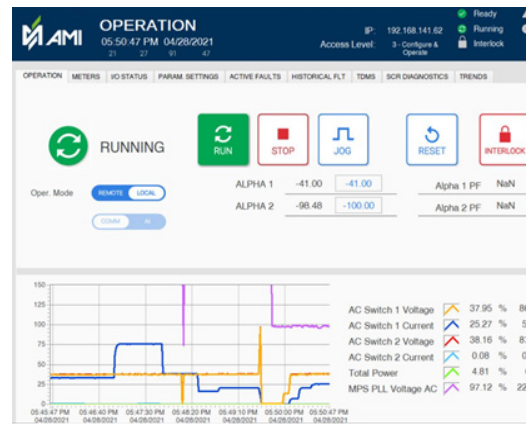 AMI
OPERATION
05:50:47 PM 04/28/2021
21 27 91 47
IP: 192.168.141.62
Access Level: 3 - Configure & Operate
Ready
Running
Interlock
OPERATION METERS I/O STATUS PARAM. SETTINGS ACTIVE FAULTS HISTORICAL FLT TDMS SCR DIAGNOSTICS TRENDS
RUNNING
RUN STOP JOG RESET INTERLOCK
Oper. Mode REMOTE LOCAL
COMM AI
ALPHA 1 -41.00 -41.00 Alpha 1 PF NaN
ALPHA 2 -98.48 -100.00 Alpha 2 PF NaN
150
125
100
75
50
25
0
AC Switch 1 Voltage 37.95 %
AC Switch 1 Current 25.27 %
AC Switch 2 Voltage 38.16 %
AC Switch 2 Current 0.08 %
Total Power 4.81 %
MPS PLL Voltage AC 97.12 %
05:45:47 PM 05:46:40 PM 05:47:30 PM 05:48:20 PM 05:49:10 PM 05:50:00 PM 05:50:47 PM
04/28/2021 04/28/2021 04/28/2021 04/28/2021 04/28/2021 04/28/2021 04/28/2021